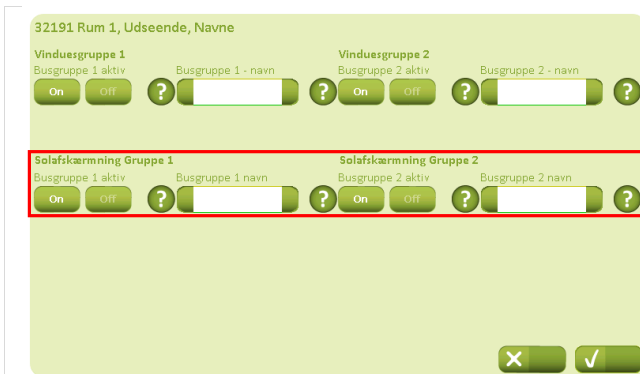 32191 Rum 1, Udseende, Navne
Vinduesgruppe 1 Vinduesgruppe 2
Busgruppe 1 aktiv Busgruppe 1 - navn Busgruppe 2 aktiv Busgruppe 2 - navn
On Off ? ? On Off ? ?
Solafskærmning Gruppe 1 Solafskærmning Gruppe 2
Busgruppe 1 aktiv Busgruppe 1 navn Busgruppe 2 aktiv Busgruppe 2 navn
On Off ? ? On Off ? ?